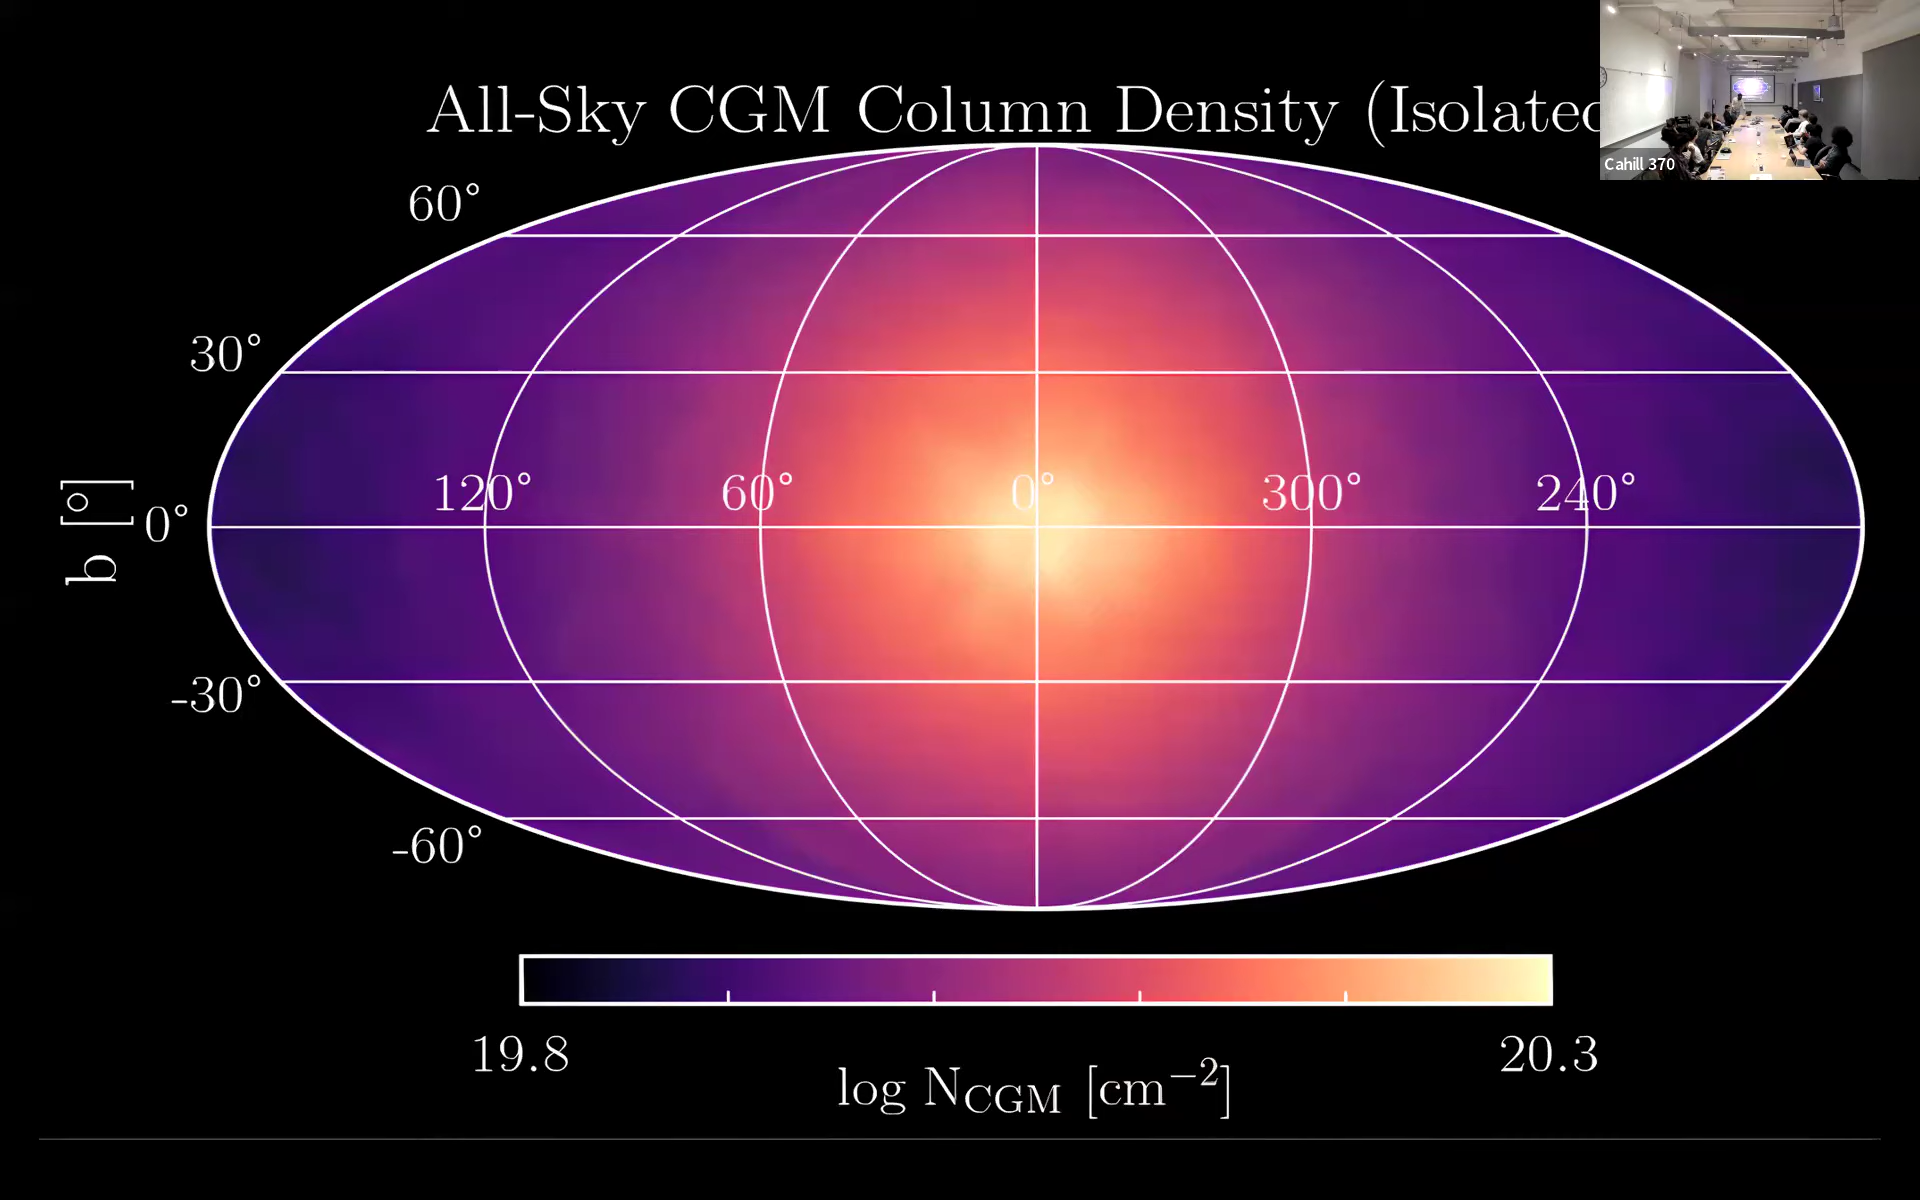 All-Sky CGM Column Density (Isolated
Cahill 370
60°
30°
120° 60° 0° 300° 240°
b [°]
0°
-30°
-60°
19.8 20.3
log N_CGM [cm⁻²]